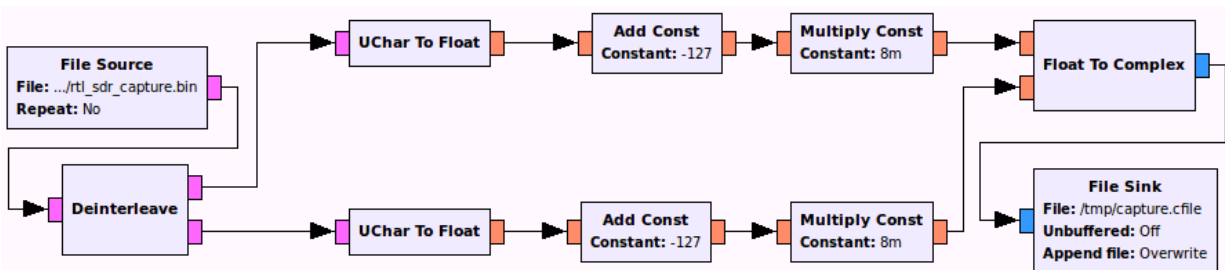 File Source
File: .../rtl_sdr_capture.bin
Repeat: No
Deinterleave
UChar To Float
Add Const
Constant: -127
Multiply Const
Constant: 8m
UChar To Float
Add Const
Constant: -127
Multiply Const
Constant: 8m
Float To Complex
File Sink
File: /tmp/capture.cfile
Unbuffered: Off
Append file: Overwrite